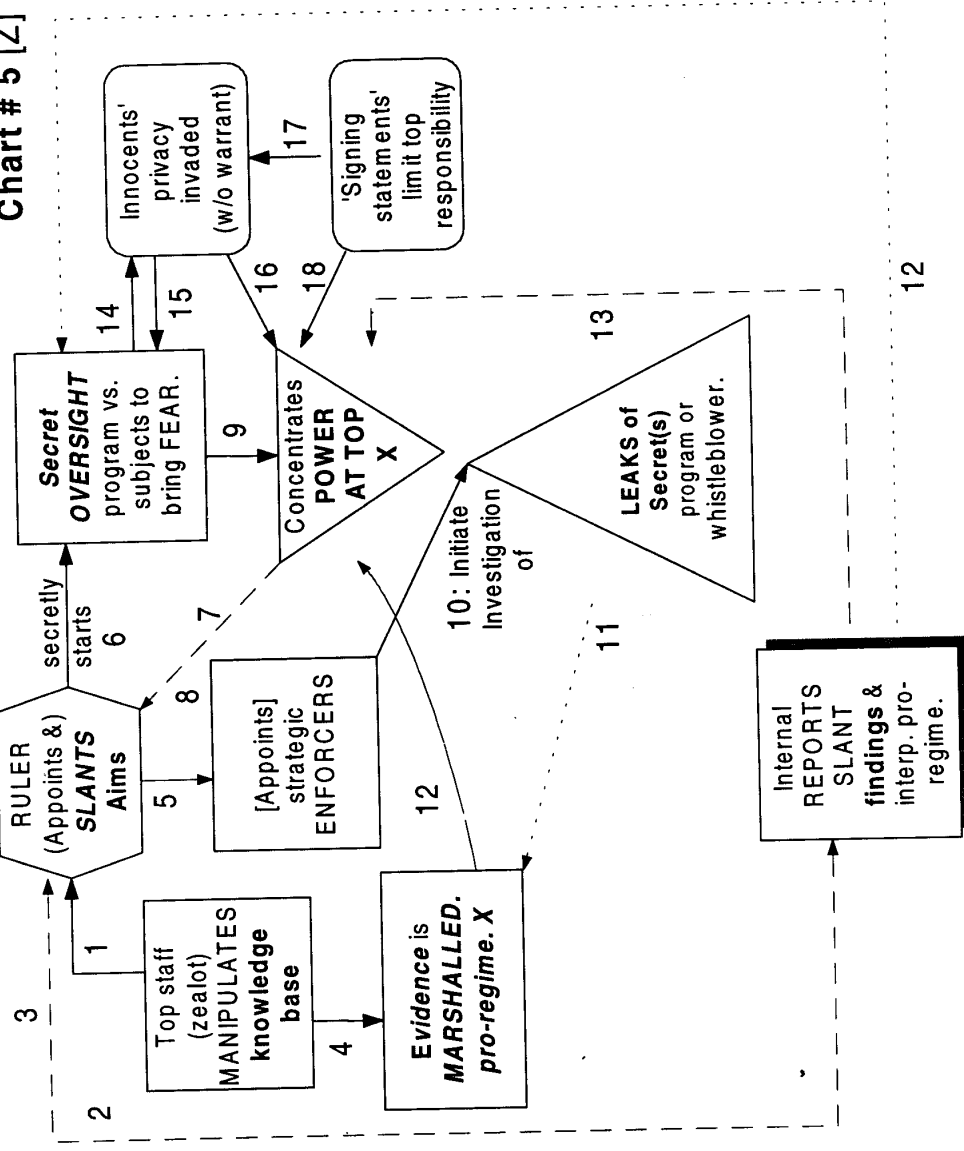 Chart # 5 [Z]
3
2
1
RULER
(Appoints &)
SLANTS
Aims
secretly
starts
6
Secret
OVERSIGHT
program vs.
subjects to
bring FEAR.
14
15
Innocents'
privacy
invaded
(w/o warrant)
17
'Signing
statements'
limit top
responsibility
16
18
9
Concentrates
POWER
AT TOP
X
7
8
5
[Appoints]
strategic
ENFORCERS
Top staff
(zealot)
MANIPULATES
knowledge
base
4
Evidence is
MARSHALLED.
pro-regime. X
12
10: Initiate
Investigation
of
LEAKS of
Secret(s)
program or
whistleblower.
11
13
12
Internal
REPORTS
SLANT
findings &
interp. pro-
regime.